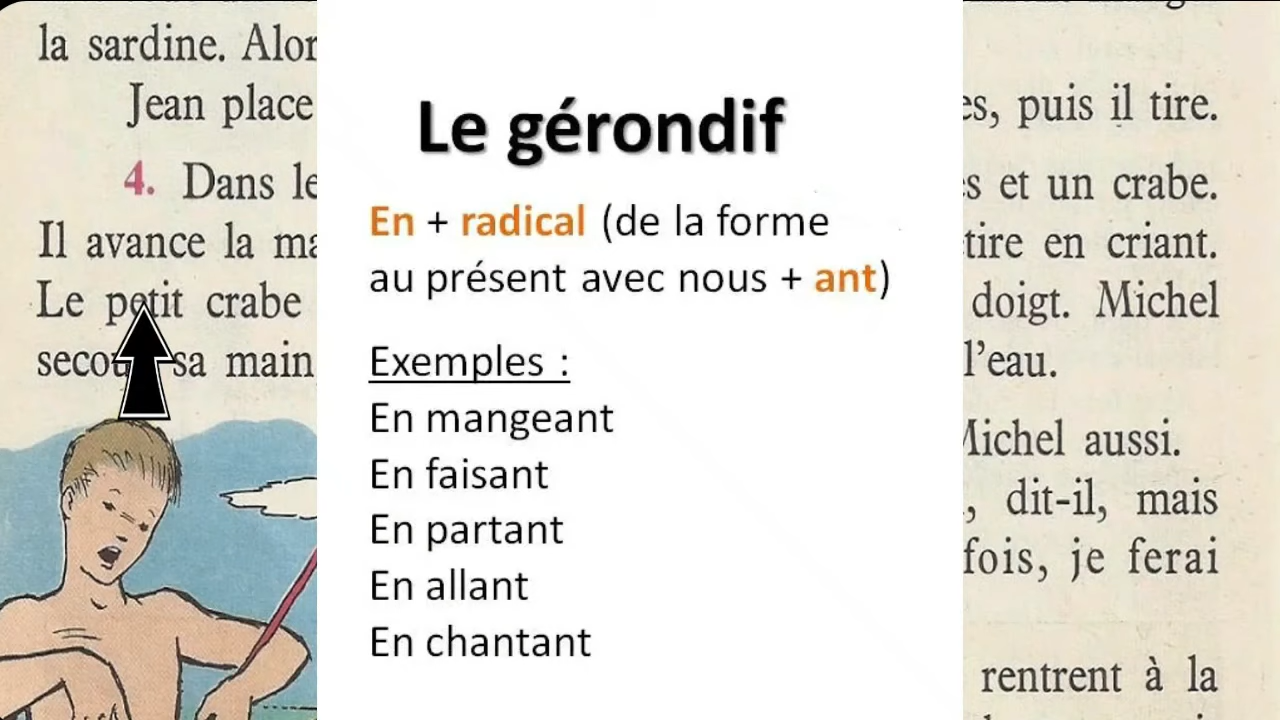 la sardine. Alor
Jean place
4. Dans le
Il avance la ma
Le petit crabe
sa main
Le gérondif
En + radical (de la forme
au présent avec nous + ant)
Exemples :
En mangeant
En faisant
En partant
En allant
En chantant
es, puis il tire.
s et un crabe.
tire en criant.
doigt. Michel
l’eau.
Michel aussi.
, dit-il, mais
fois, je ferai
rentrent à la